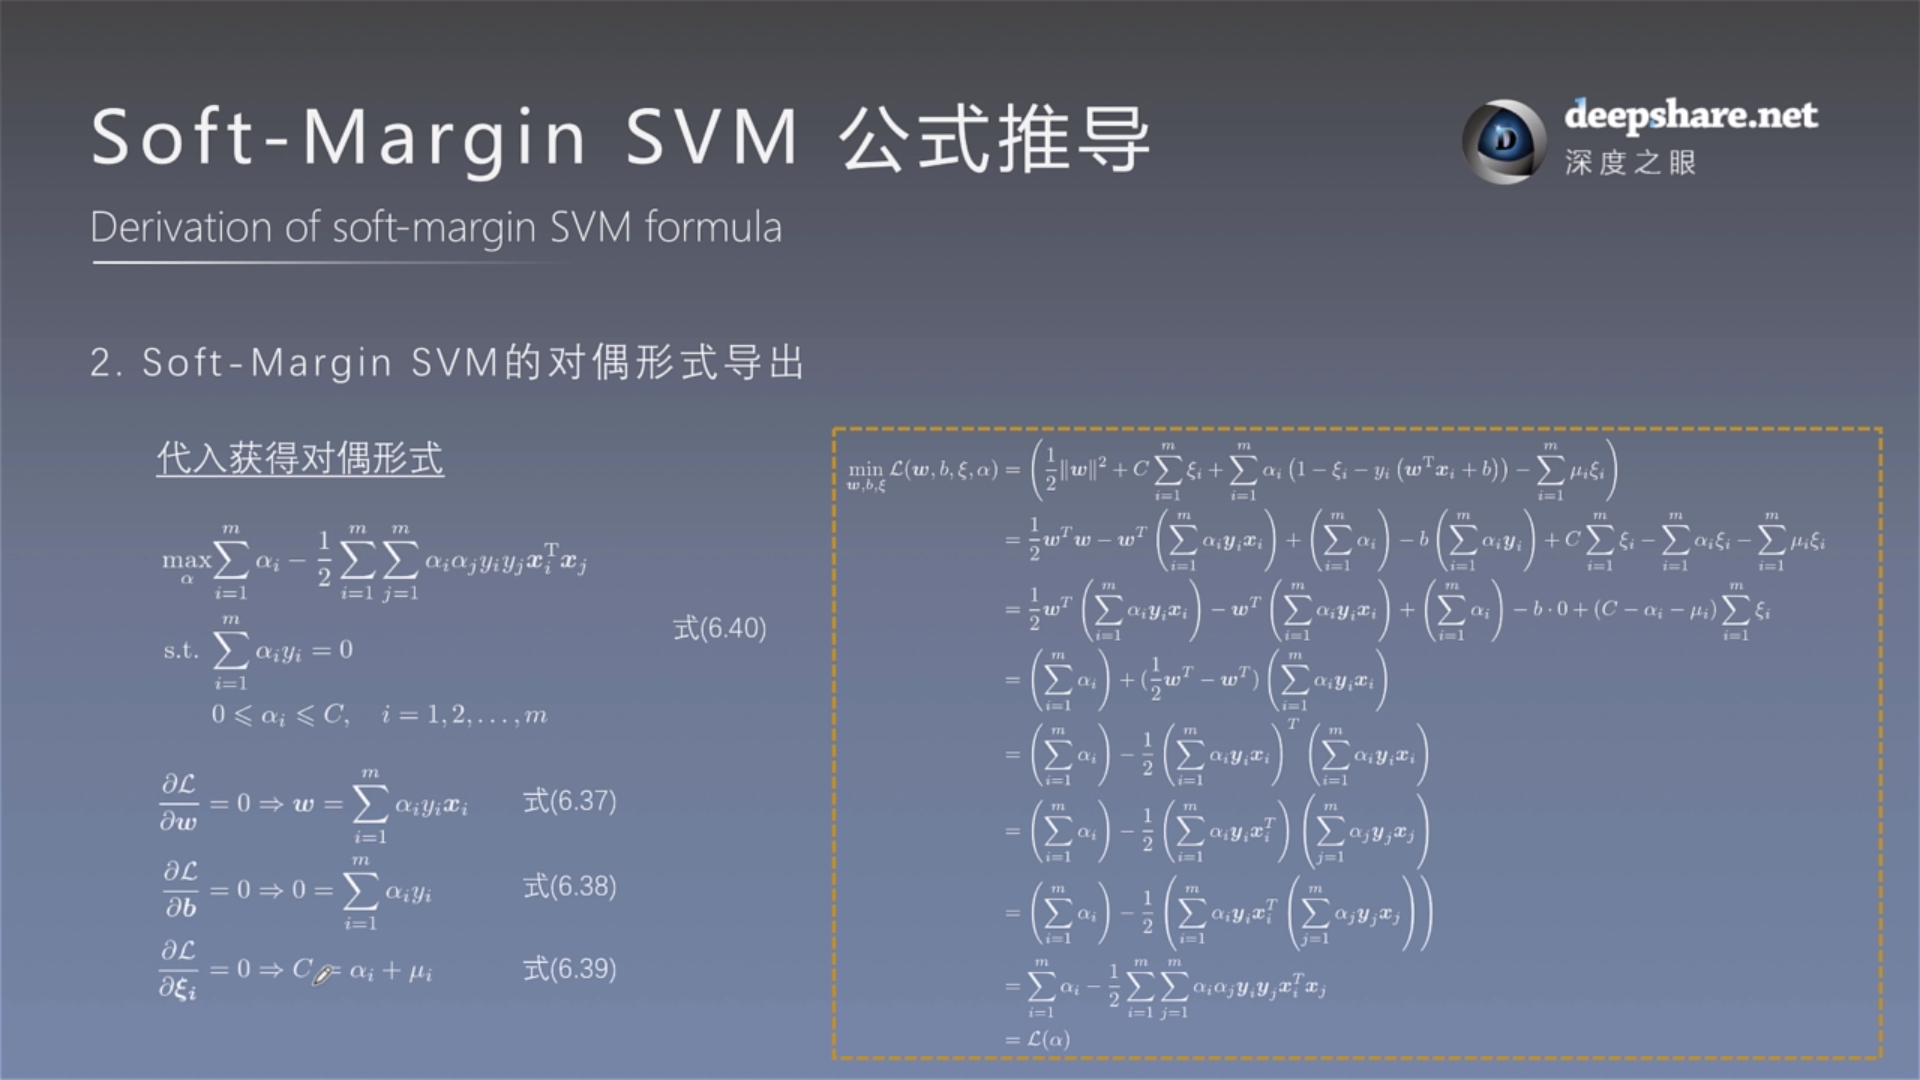 Soft-Margin SVM 公式推导
deepshare.net
深度之眼
Derivation of soft-margin SVM formula
2. Soft-Margin SVM的对偶形式导出
代入获得对偶形式
\max_{\alpha} \sum_{i=1}^{m} \alpha_i - \frac{1}{2} \sum_{i=1}^{m} \sum_{j=1}^{m} \alpha_i \alpha_j y_i y_j \boldsymbol{x}_i^{\mathrm{T}} \boldsymbol{x}_j
s.t. \sum_{i=1}^{m} \alpha_i y_i = 0
式(6.40)
0 \leqslant \alpha_i \leqslant C, \quad i = 1, 2, \ldots, m
\frac{\partial \mathcal{L}}{\partial \boldsymbol{w}} = 0 \Rightarrow \boldsymbol{w} = \sum_{i=1}^{m} \alpha_i y_i \boldsymbol{x}_i 式(6.37)
\frac{\partial \mathcal{L}}{\partial \boldsymbol{b}} = 0 \Rightarrow 0 = \sum_{i=1}^{m} \alpha_i y_i 式(6.38)
\frac{\partial \mathcal{L}}{\partial \boldsymbol{\xi}_i} = 0 \Rightarrow C = \alpha_i + \mu_i 式(6.39)
\min_{\boldsymbol{w},b,\xi} \mathcal{L}(\boldsymbol{w}, b, \xi, \alpha) = \left( \frac{1}{2} \|\boldsymbol{w}\|^2 + C \sum_{i=1}^{m} \xi_i + \sum_{i=1}^{m} \alpha_i \left(1 - \xi_i - y_i \left(\boldsymbol{w}^{\mathrm{T}} \boldsymbol{x}_i + b\right)\right) - \sum_{i=1}^{m} \mu_i \xi_i \right)
= \frac{1}{2} \boldsymbol{w}^T \boldsymbol{w} - \boldsymbol{w}^T \left( \sum_{i=1}^{m} \alpha_i \boldsymbol{y}_i \boldsymbol{x}_i \right) + \left( \sum_{i=1}^{m} \alpha_i \right) - b \left( \sum_{i=1}^{m} \alpha_i \boldsymbol{y}_i \right) + C \sum_{i=1}^{m} \xi_i - \sum_{i=1}^{m} \alpha_i \xi_i - \sum_{i=1}^{m} \mu_i \xi_i
= \frac{1}{2} \boldsymbol{w}^T \left( \sum_{i=1}^{m} \alpha_i \boldsymbol{y}_i \boldsymbol{x}_i \right) - \boldsymbol{w}^T \left( \sum_{i=1}^{m} \alpha_i \boldsymbol{y}_i \boldsymbol{x}_i \right) + \left( \sum_{i=1}^{m} \alpha_i \right) - b \cdot 0 + (C - \alpha_i - \mu_i) \sum_{i=1}^{m} \xi_i
= \left( \sum_{i=1}^{m} \alpha_i \right) + (\frac{1}{2} \boldsymbol{w}^T - \boldsymbol{w}^T) \left( \sum_{i=1}^{m} \alpha_i \boldsymbol{y}_i \boldsymbol{x}_i \right)
= \left( \sum_{i=1}^{m} \alpha_i \right) - \frac{1}{2} \left( \sum_{i=1}^{m} \alpha_i \boldsymbol{y}_i \boldsymbol{x}_i \right)^T \left( \sum_{i=1}^{m} \alpha_i \boldsymbol{y}_i \boldsymbol{x}_i \right)
= \left( \sum_{i=1}^{m} \alpha_i \right) - \frac{1}{2} \left( \sum_{i=1}^{m} \alpha_i \boldsymbol{y}_i \boldsymbol{x}_i^T \right) \left( \sum_{j=1}^{m} \alpha_j \boldsymbol{y}_j \boldsymbol{x}_j \right)
= \left( \sum_{i=1}^{m} \alpha_i \right) - \frac{1}{2} \left( \sum_{i=1}^{m} \alpha_i \boldsymbol{y}_i \boldsymbol{x}_i^T \left( \sum_{j=1}^{m} \alpha_j \boldsymbol{y}_j \boldsymbol{x}_j \right) \right)
= \sum_{i=1}^{m} \alpha_i - \frac{1}{2} \sum_{i=1}^{m} \sum_{j=1}^{m} \alpha_i \alpha_j \boldsymbol{y}_i \boldsymbol{y}_j \boldsymbol{x}_i^T \boldsymbol{x}_j
= \mathcal{L}(\alpha)